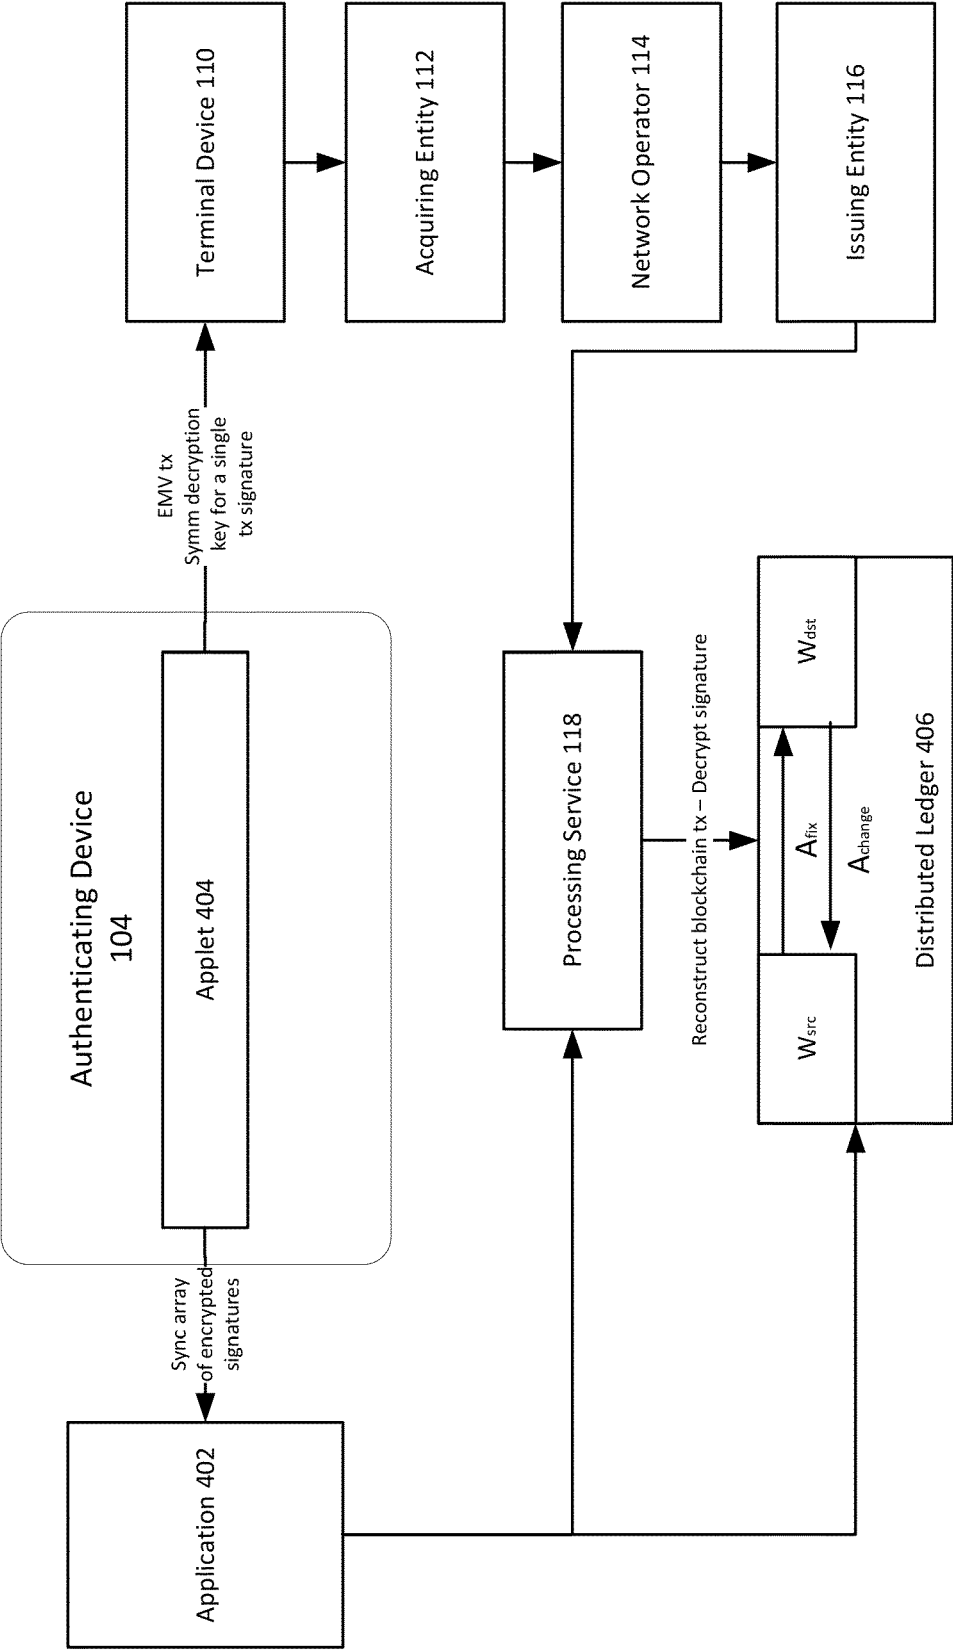 Authenticating Device
104
Applet 404
Sync array
of encrypted
signatures
Application 402
EMV tx
Symm decryption
key for a single
tx signature
Terminal Device 110
Acquiring Entity 112
Network Operator 114
Issuing Entity 116
Processing Service 118
Reconstruct blockchain tx – Decrypt signature
Wsrc
Afix
Achange
Wdst
Distributed Ledger 406